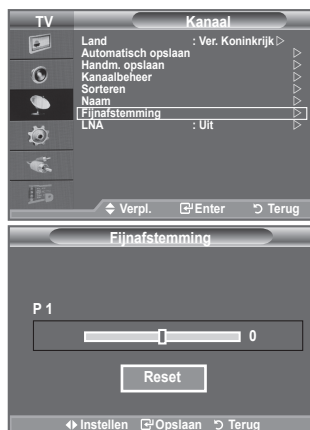 TV Kanaal
Land : Ver. Koninkrijk
Automatisch opslaan
Handm. opslaan
Kanaalbeheer
Sorteren
Naam
Fijnafstemming
LNA : Uit
Verpl. Enter Terug
Fijnafstemming
P 1
0
Reset
Instellen Opslaan Terug